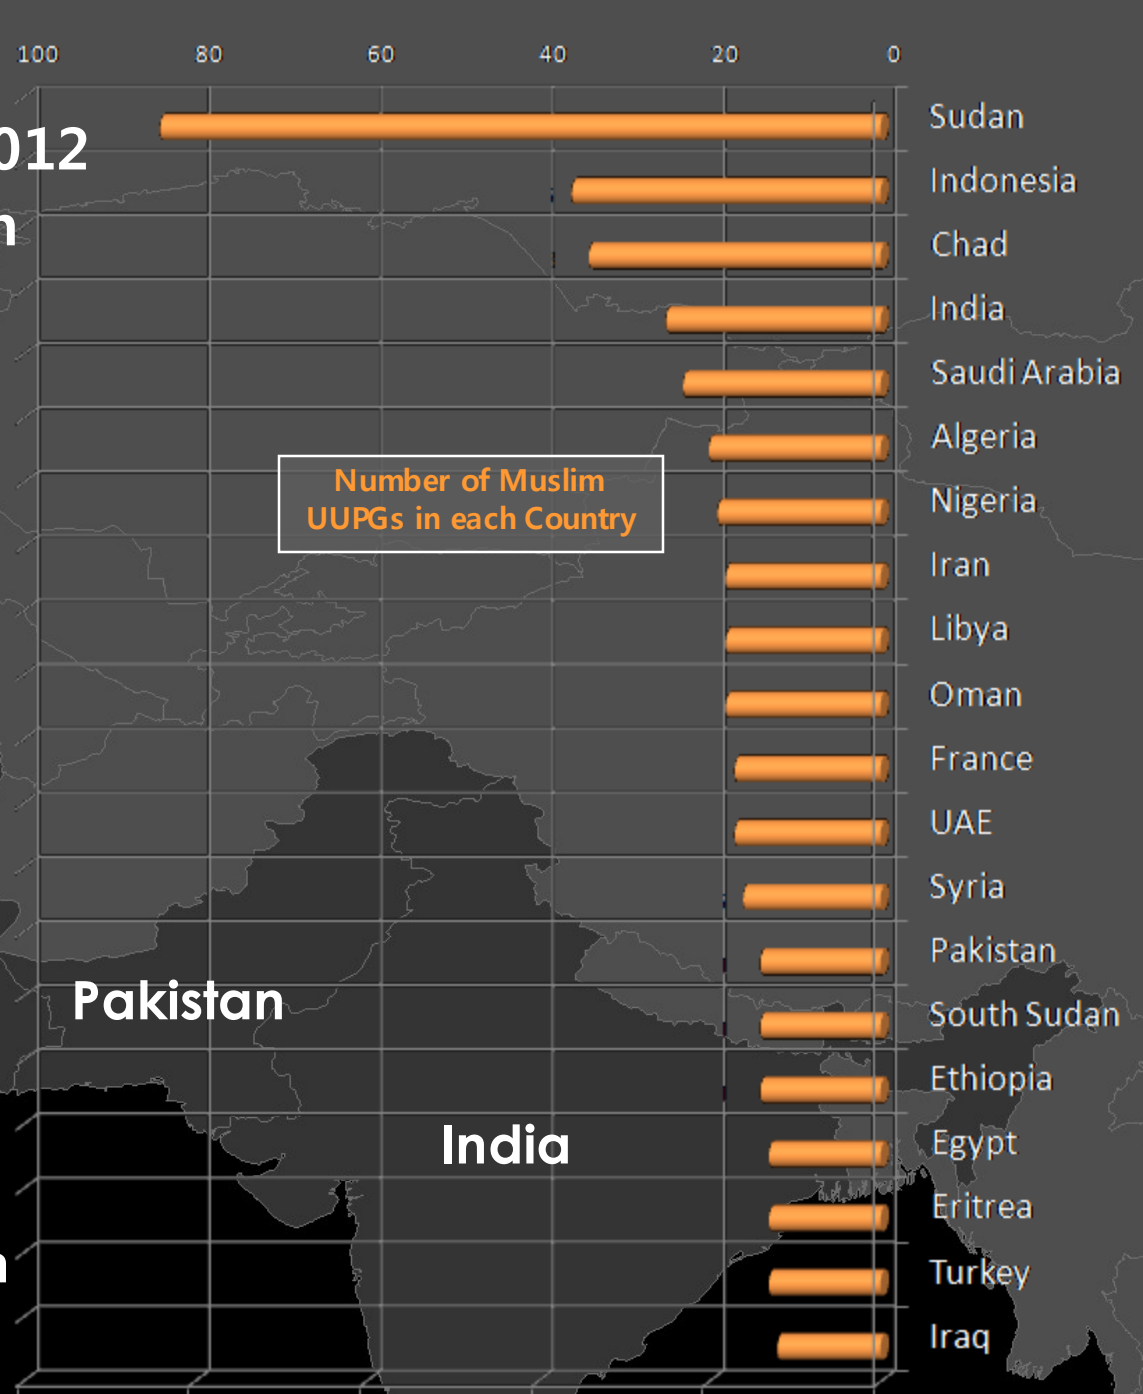 100 80 60 40 20 0
Sudan
012
Indonesia
n
Chad
India
Saudi Arabia
Algeria
Number of Muslim
UUPGs in each Country
Nigeria
Iran
Libya
Oman
France
UAE
Syria
Pakistan
Pakistan
South Sudan
Ethiopia
India
Egypt
Eritrea
n
Turkey
Iraq